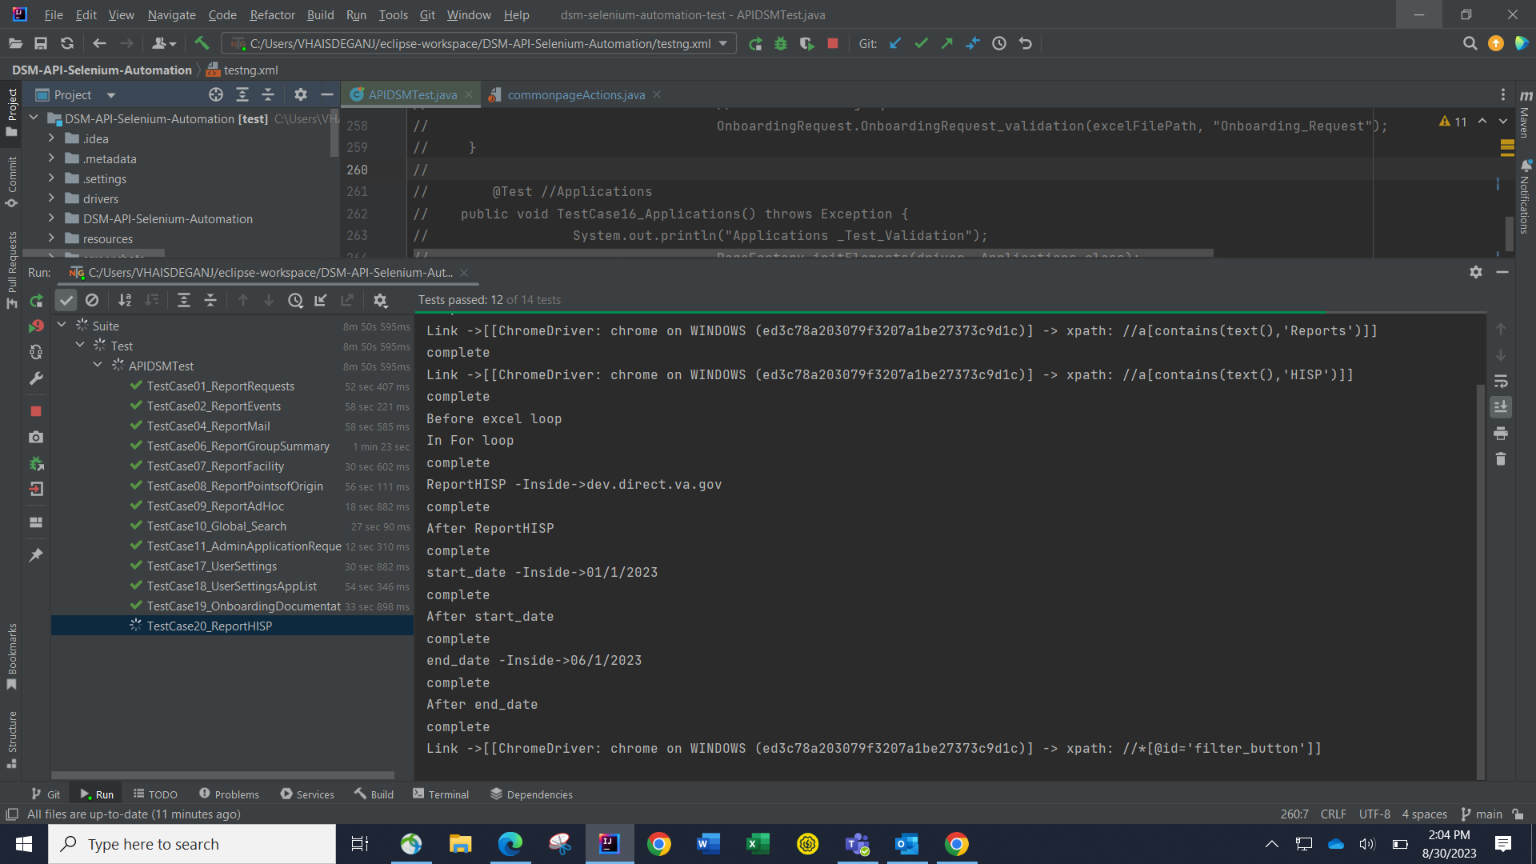 File Edit View Navigate Code Refactor Build Run Tools Git Window Help dsm-selenium-automation-test - APIDSMTest.java
C:/Users/VHAISDEGANJ/eclipse-workspace/DSM-API-Selenium-Automation/testng.xml Git:
DSM-API-Selenium-Automation testng.xml
Project
Commit
Pull Requests
Bookmarks
Structure
Project
DSM-API-Selenium-Automation [test] C:\Users\VHA
.idea
.metadata
.settings
drivers
DSM-API-Selenium-Automation
resources
APIDSMTest.java commonpageActions.java
258 // OnboardingRequest.OnboardingRequest_validation(excelFilePath, "Onboarding_Request");
259 // }
260 //
261 // @Test //Applications
262 // public void TestCase16_Applications() throws Exception {
263 // System.out.println("Applications _Test_Validation");
11
Maven
Notifications
Run: C:/Users/VHAISDEGANJ/eclipse-workspace/DSM-API-Selenium-Aut...
Tests passed: 12 of 14 tests
Suite 8m 50s 595ms
Test 8m 50s 595ms
APIDSMTest 8m 50s 595ms
TestCase01_ReportRequests 52 sec 407 ms
TestCase02_ReportEvents 58 sec 221 ms
TestCase04_ReportMail 58 sec 585 ms
TestCase06_ReportGroupSummary 1 min 23 sec
TestCase07_ReportFacility 30 sec 602 ms
TestCase08_ReportPointsofOrigin 56 sec 111 ms
TestCase09_ReportAdHoc 18 sec 882 ms
TestCase10_Global_Search 27 sec 90 ms
TestCase11_AdminApplicationReque 12 sec 310 ms
TestCase17_UserSettings 30 sec 882 ms
TestCase18_UserSettingsAppList 54 sec 346 ms
TestCase19_OnboardingDocumentat 33 sec 898 ms
TestCase20_ReportHISP
Link ->[[ChromeDriver: chrome on WINDOWS (ed3c78a203079f3207a1be27373c9d1c)] -> xpath: //a[contains(text(),'Reports')]]
complete
Link ->[[ChromeDriver: chrome on WINDOWS (ed3c78a203079f3207a1be27373c9d1c)] -> xpath: //a[contains(text(),'HISP')]]
complete
Before excel loop
In For loop
complete
ReportHISP -Inside->dev.direct.va.gov
complete
After ReportHISP
complete
start_date -Inside->01/1/2023
complete
After start_date
complete
end_date -Inside->06/1/2023
complete
After end_date
complete
Link ->[[ChromeDriver: chrome on WINDOWS (ed3c78a203079f3207a1be27373c9d1c)] -> xpath: //*[@id='filter_button']]
Git Run TODO Problems Services Build Terminal Dependencies
All files are up-to-date (11 minutes ago) 260:7 CRLF UTF-8 4 spaces main
Type here to search
2:04 PM
8/30/2023